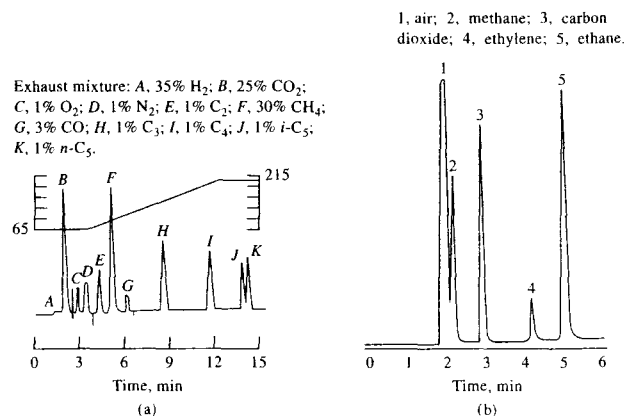 1, air; 2, methane; 3, carbon
dioxide; 4, ethylene; 5, ethane.
Exhaust mixture: A, 35% H₂; B, 25% CO₂;
C, 1% O₂; D, 1% N₂; E, 1% C₂; F, 30% CH₄;
G, 3% CO; H, 1% C₃; I, 1% C₄; J, 1% i-C₅;
K, 1% n-C₅.
215
65
A
B
C
D
E
F
G
H
I
J
K
0 3 6 9 12 15
Time, min
(a)
1
2
3
4
5
0 1 2 3 4 5 6
Time, min
(b)